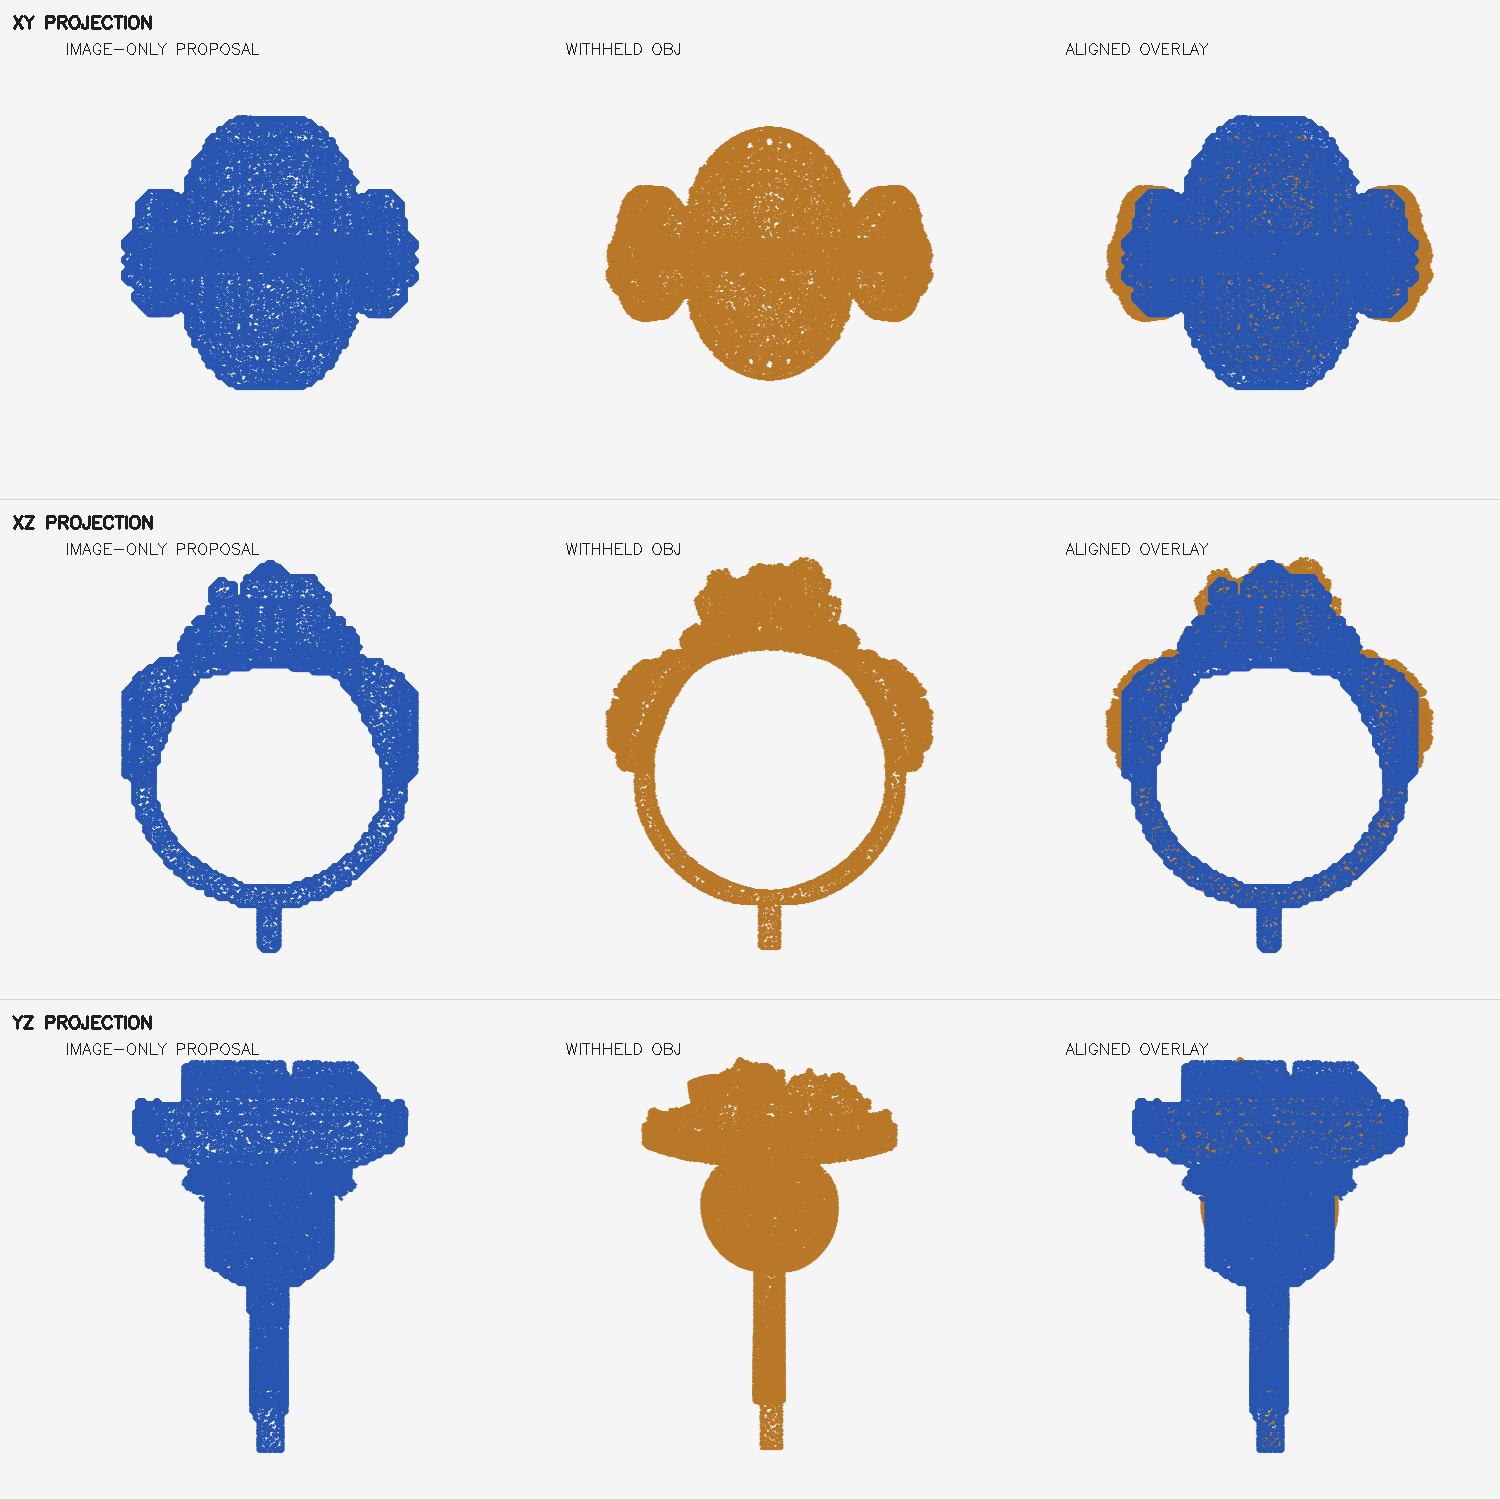 XY PROJECTION
IMAGE-ONLY PROPOSAL
WITHHELD OBJ
ALIGNED OVERLAY
XZ PROJECTION
IMAGE-ONLY PROPOSAL
WITHHELD OBJ
ALIGNED OVERLAY
YZ PROJECTION
IMAGE-ONLY PROPOSAL
WITHHELD OBJ
ALIGNED OVERLAY